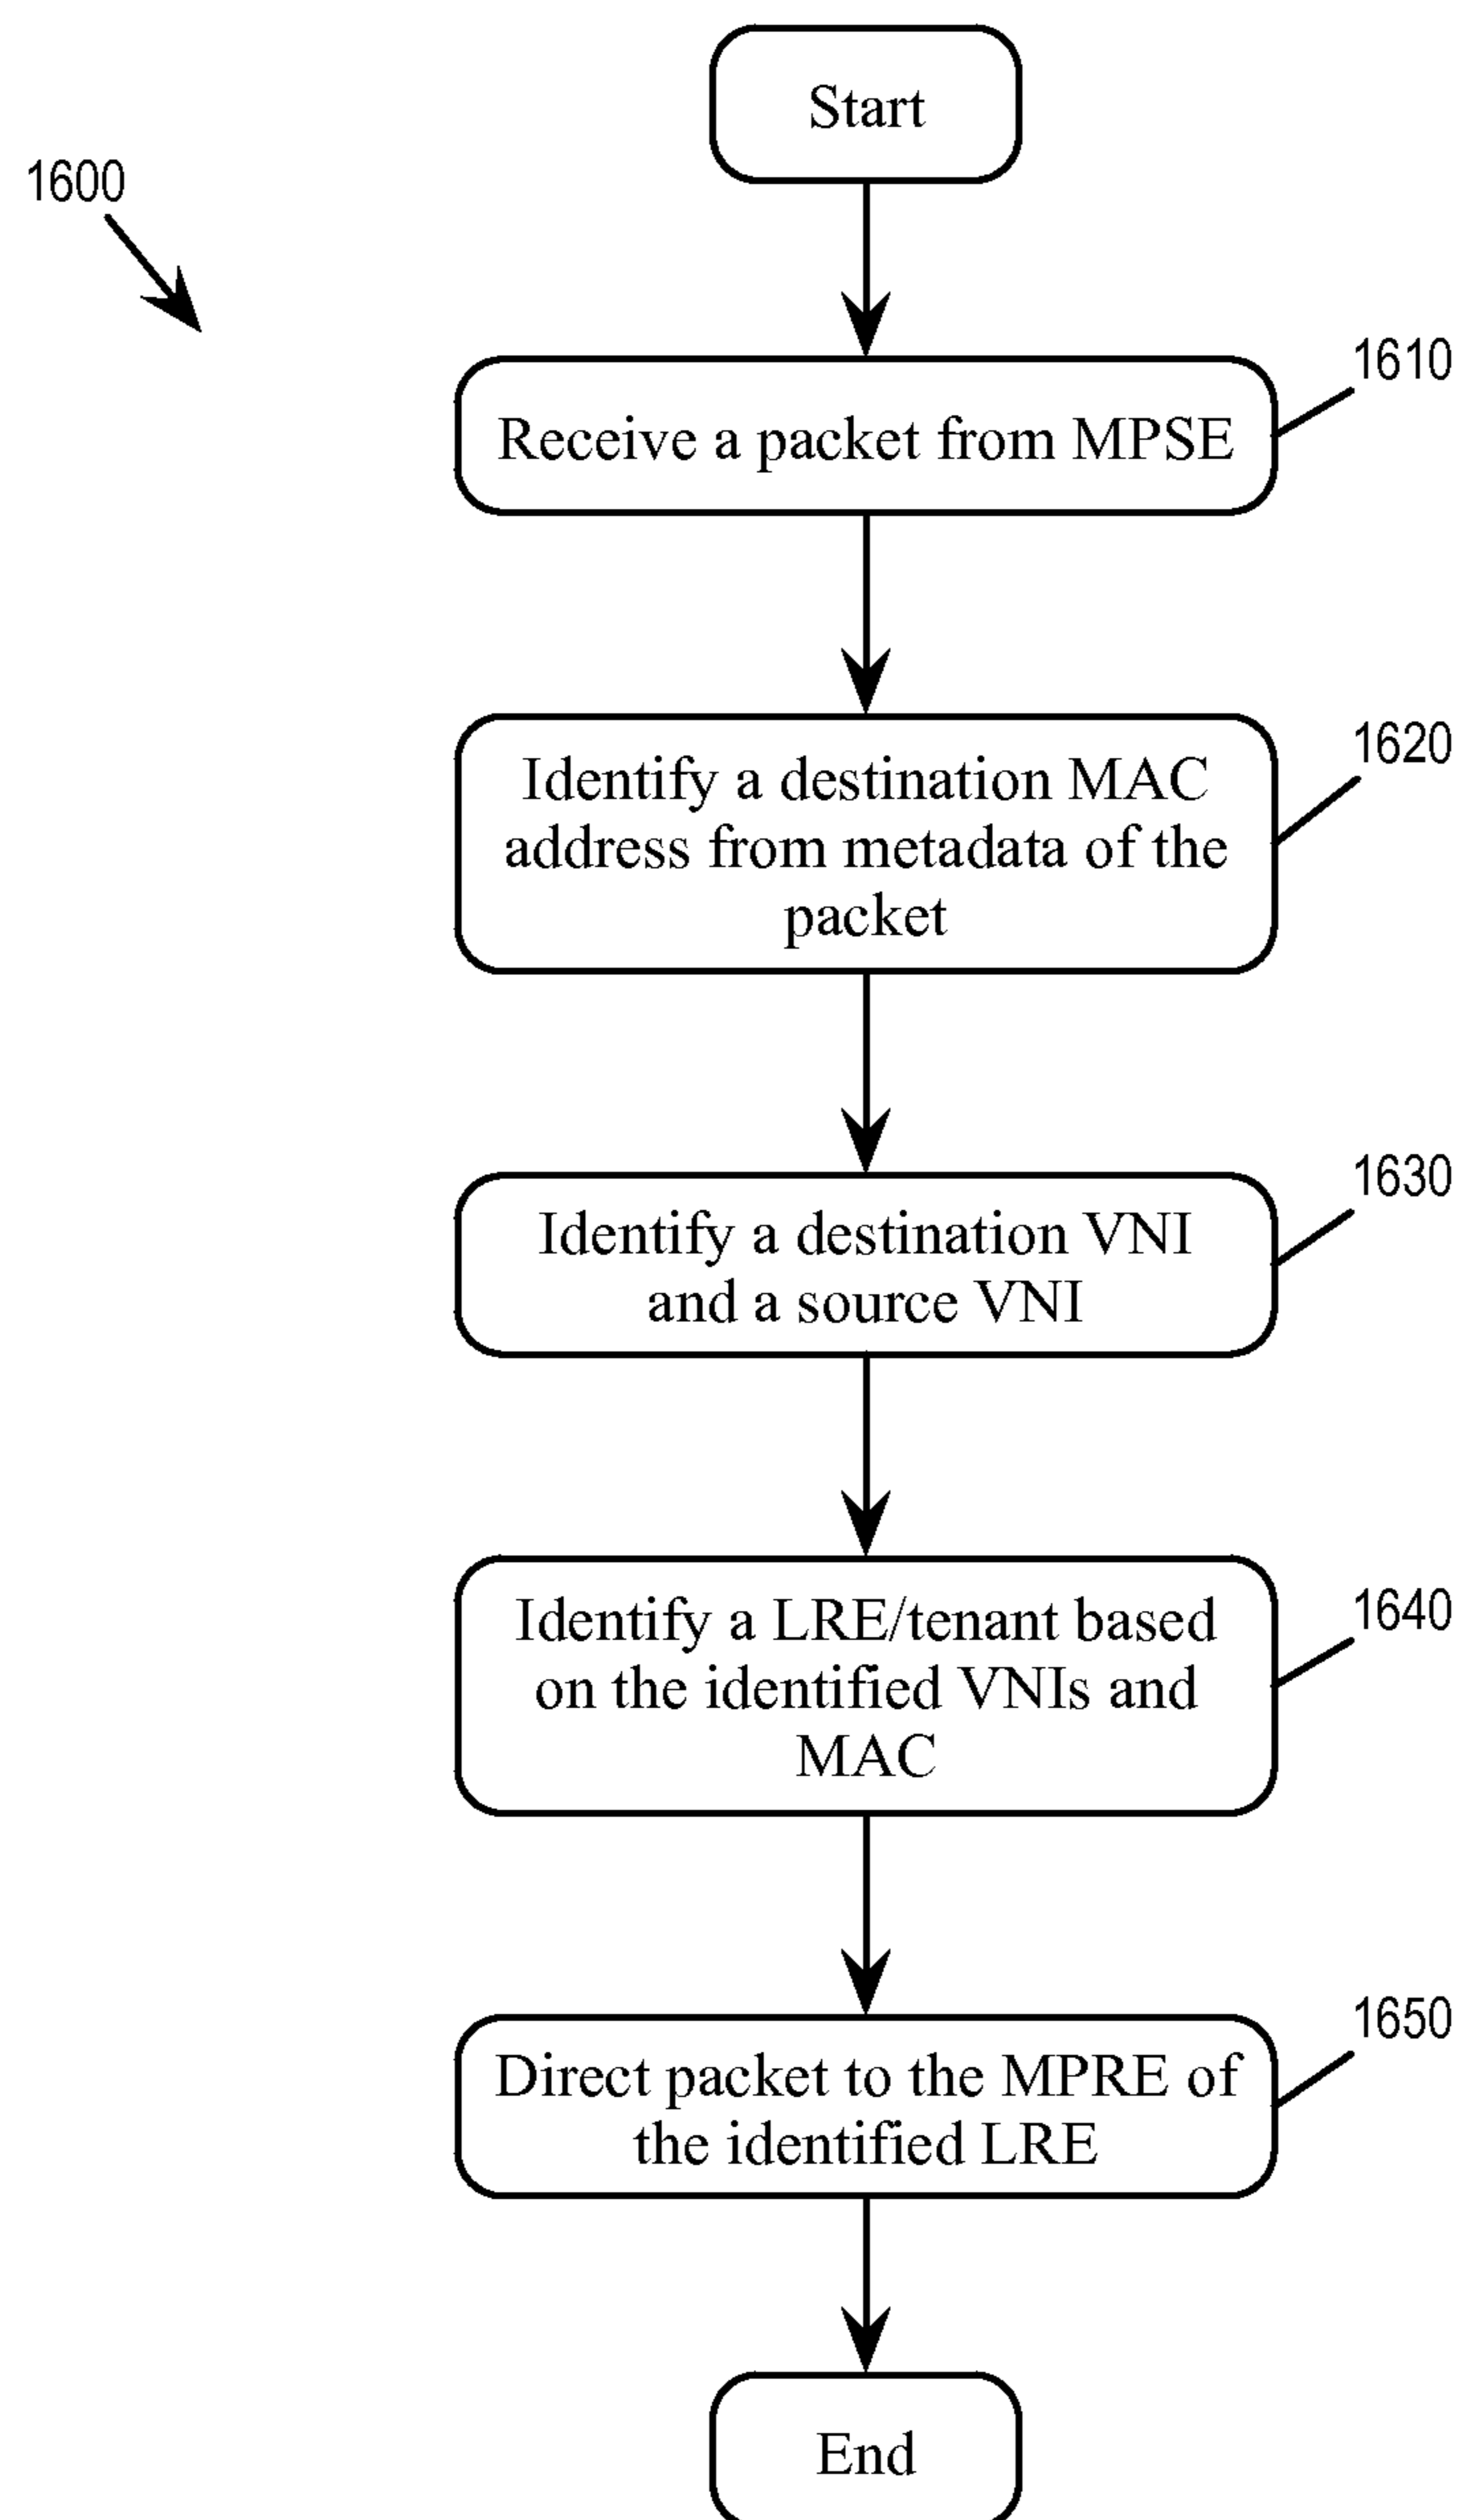 Start
1600
1610
Receive a packet from MPSE
1620
Identify a destination MAC
address from metadata of the
packet
1630
Identify a destination VNI
and a source VNI
1640
Identify a LRE/tenant based
on the identified VNIs and
MAC
1650
Direct packet to the MPRE of
the identified LRE
End